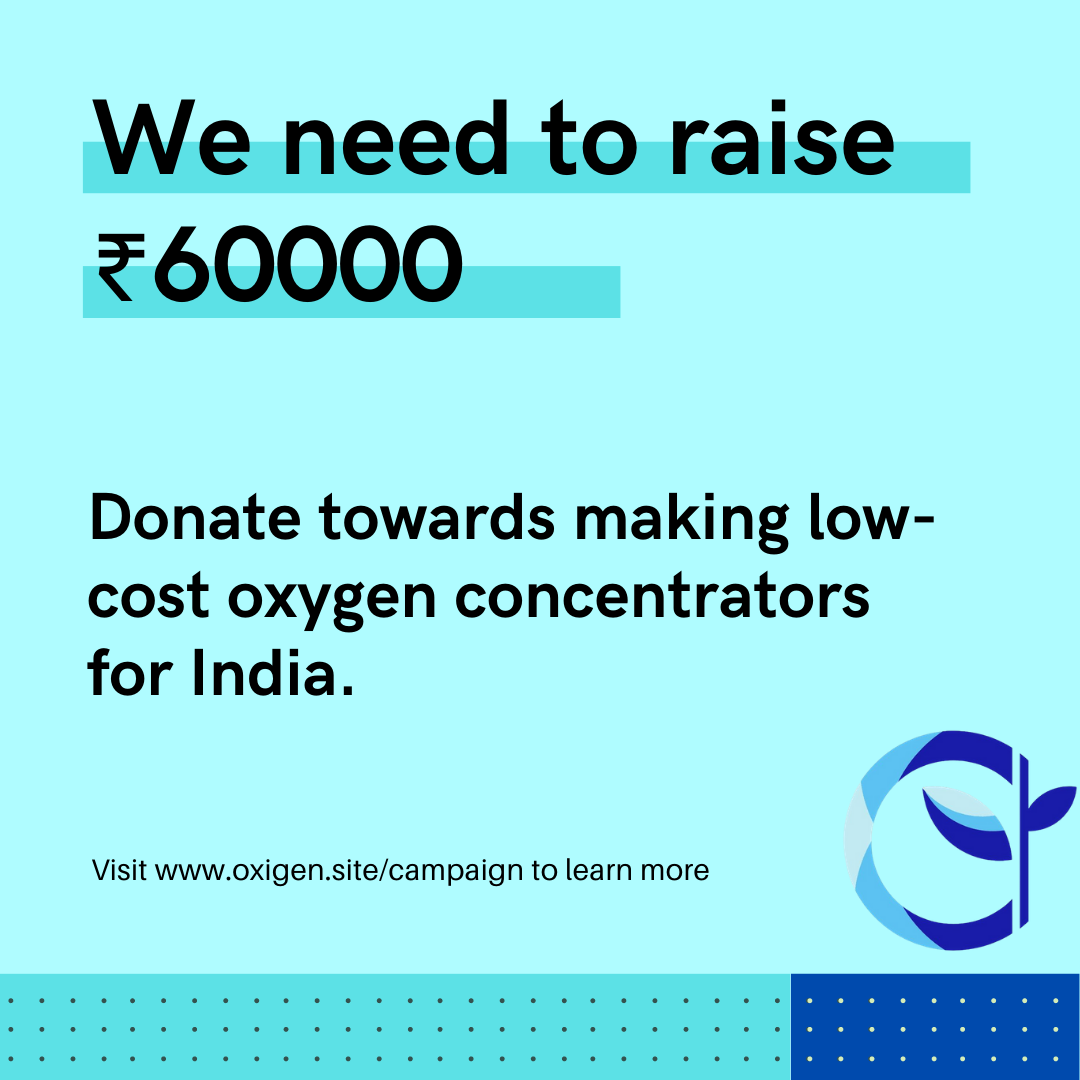 We need to raise
₹60000
Donate towards making low-
cost oxygen concentrators
for India.
Visit www.oxigen.site/campaign to learn more